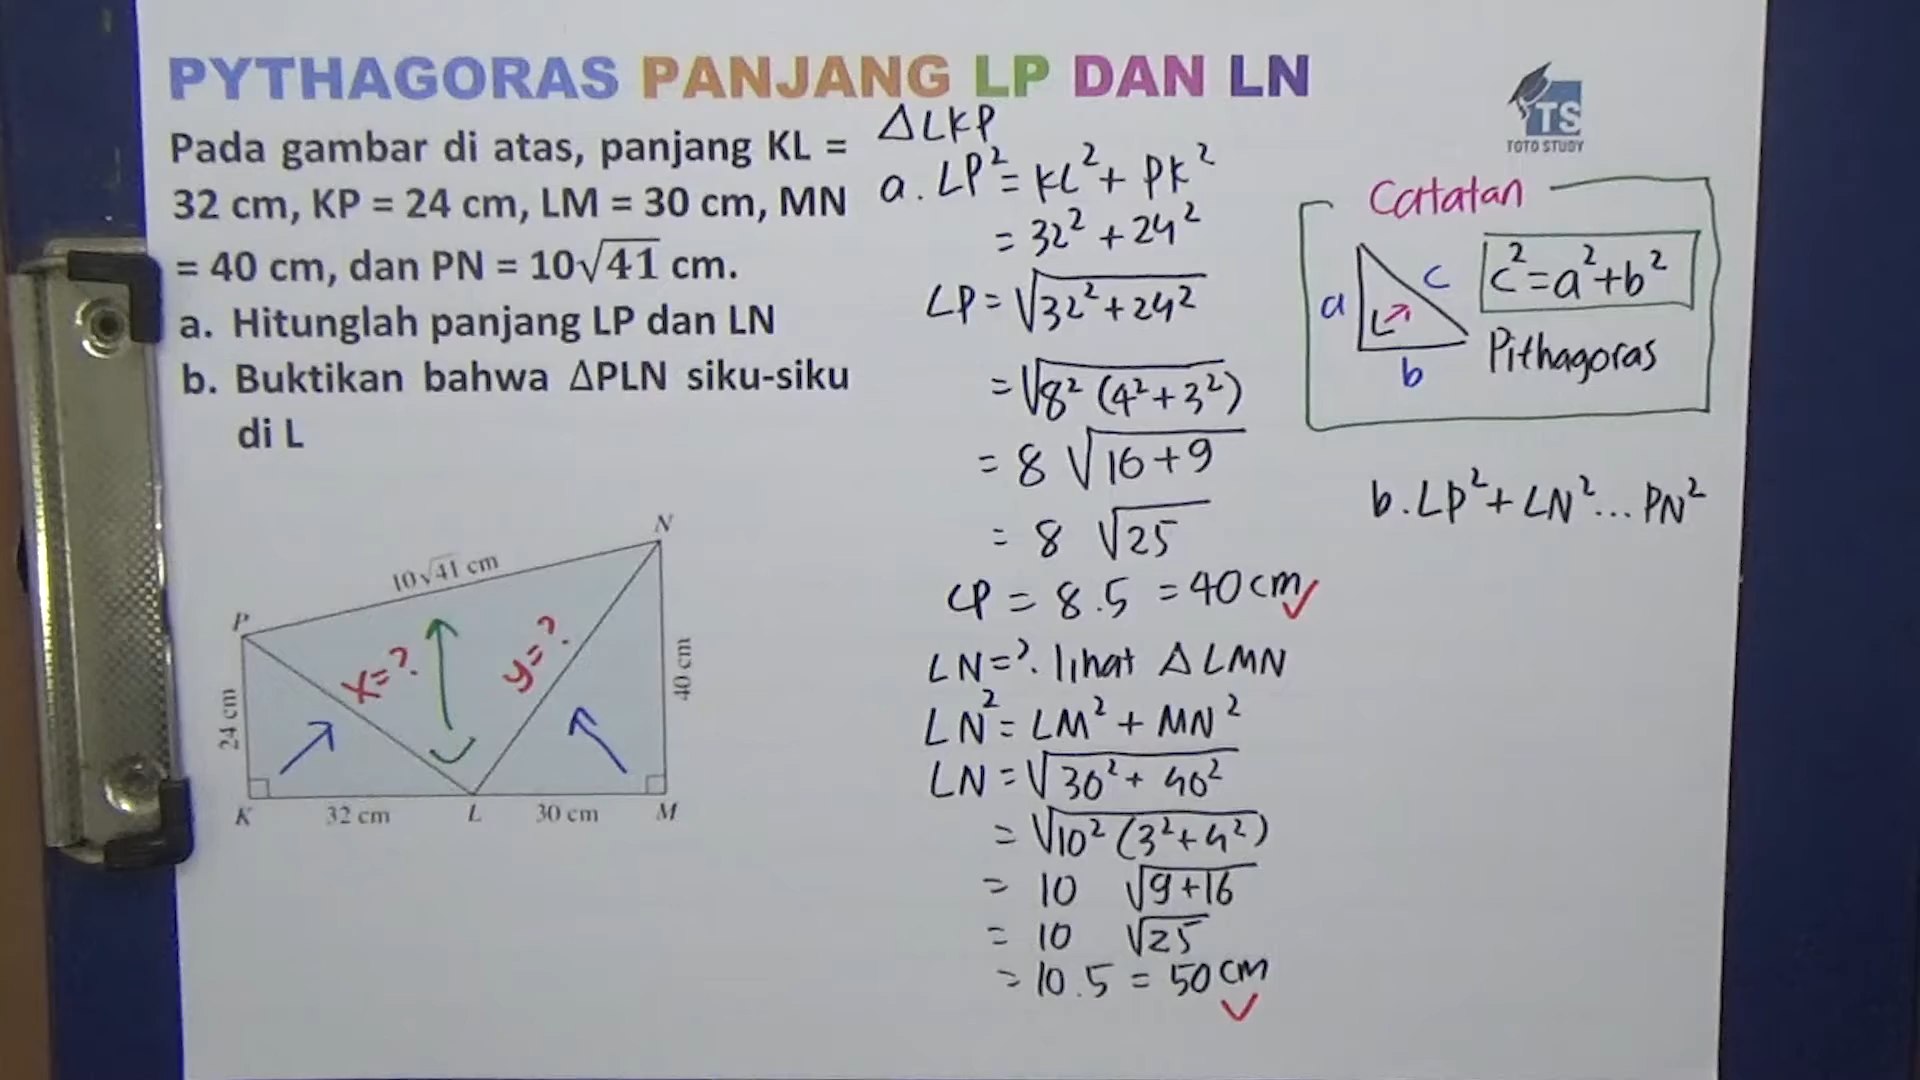 PYTHAGORAS PANJANG LP DAN LN
TS
TOTO STUDY
Pada gambar di atas, panjang KL =
32 cm, KP = 24 cm, LM = 30 cm, MN
= 40 cm, dan PN = 10√41 cm.
a. Hitunglah panjang LP dan LN
b. Buktikan bahwa ΔPLN siku-siku
di L
N
10√41 cm
P
x=?
y=?
24 cm
40 cm
K
32 cm
L
30 cm
M
△LKP
a. LP² = KL² + PK²
= 32² + 24²
LP = √32² + 24²
= √8² (4² + 3²)
= 8 √16+9
= 8 √25
LP = 8.5 = 40 cm
LN=?. lihat △LMN
LN² = LM² + MN²
LN = √30² + 40²
= √10² (3² + 4²)
= 10 √9+16
= 10 √25
= 10.5 = 50 cm
Catatan
a
c
b
c² = a² + b²
Pithagoras
b. LP² + LN² ... PN²